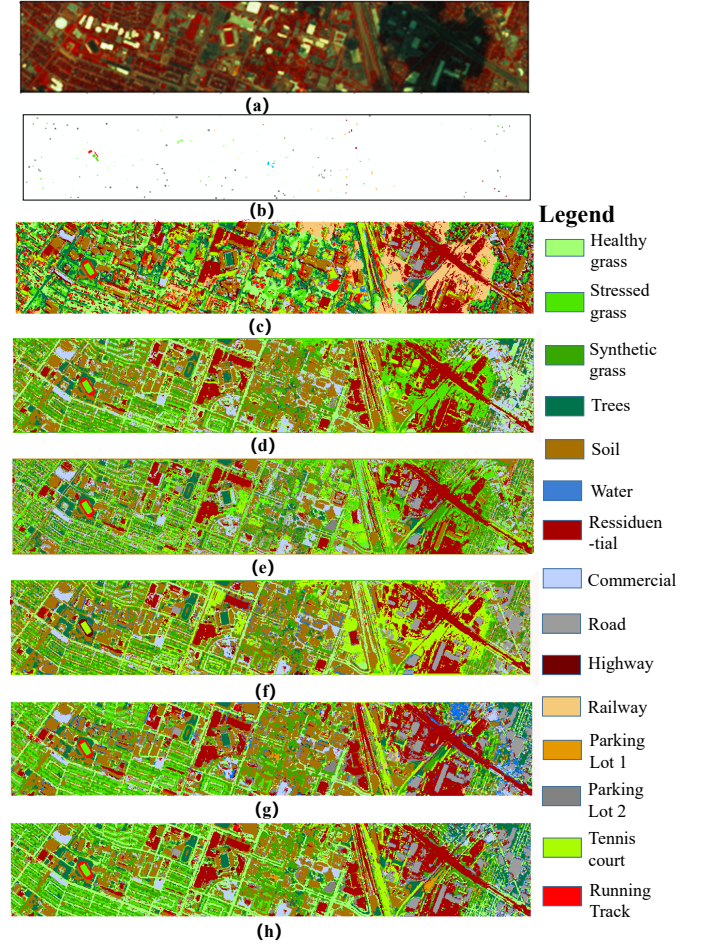 (a)
(b)
Legend
Healthy
grass
(c)
Stressed
grass
Synthetic
grass
(d)
Trees
Soil
Water
(e)
Ressiduen
-tial
Commercial
Road
Highway
(f)
Railway
Parking
Lot 1
(g)
Parking
Lot 2
Tennis
court
Running
Track
(h)